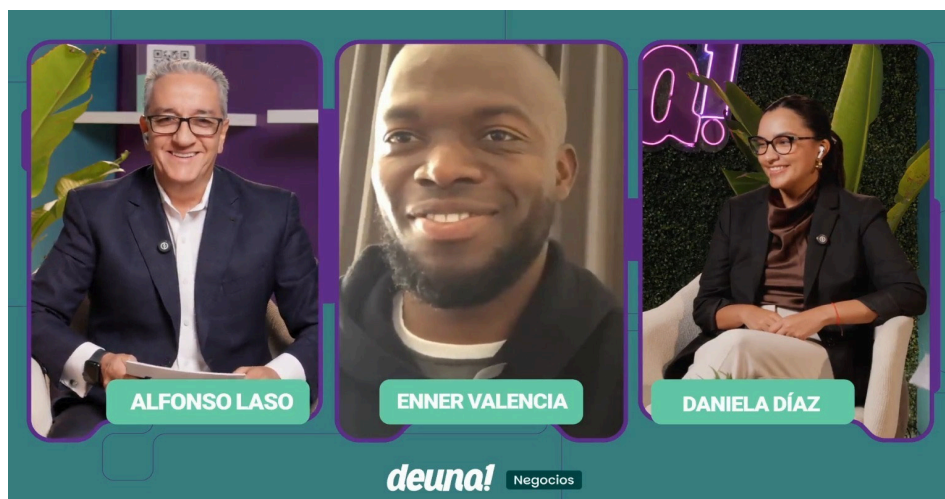 a!
ALFONSO LASO
ENNER VALENCIA
DANIELA DÍAZ
deuna! Negocios